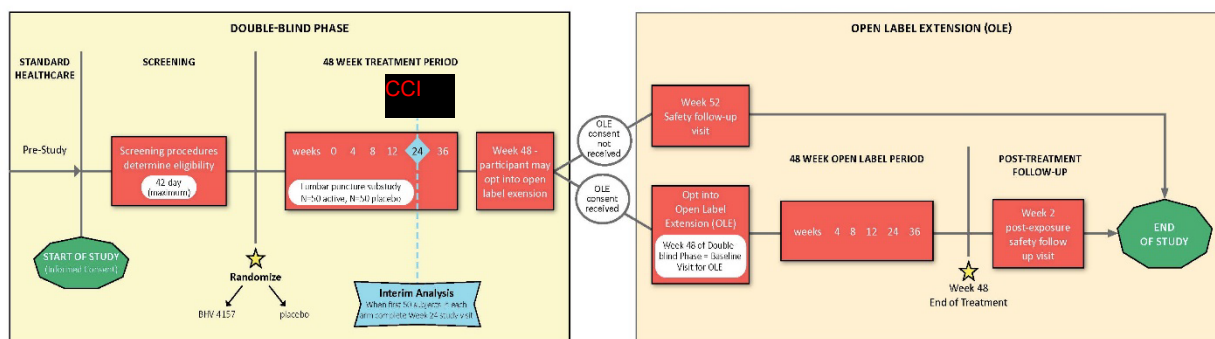 DOUBLE-BLIND PHASE
STANDARD
HEALTHCARE
SCREENING
48 WEEK TREATMENT PERIOD
CCI
Pre-Study
Screening procedures
determine eligibility
42 day
(maximum)
weeks 0 4 8 12 24 36
Lumbar puncture substudy
N=50 active, N=50 placebo
Week 48 -
participant may
opt into open
label exension
START OF STUDY
(Informed Consent)
Randomize
BHV 4157
placebo
Interim Analysis
When first 50 subjects in each
arm complete Week 24 study visit
OLE
consent
not
received
OLE
consent
received
OPEN LABEL EXTENSION (OLE)
Week 52
Safety follow-up
visit
48 WEEK OPEN LABEL PERIOD
POST-TREATMENT
FOLLOW-UP
Opt into
Open Label
Extension (OLE)
Week 48 of Double
blind Phase = Baseline
Visit for OLE
weeks 4 8 12 24 36
Week 48
End of Treatment
Week 2
post-exposure
safety follow
up visit
END
OF STUDY